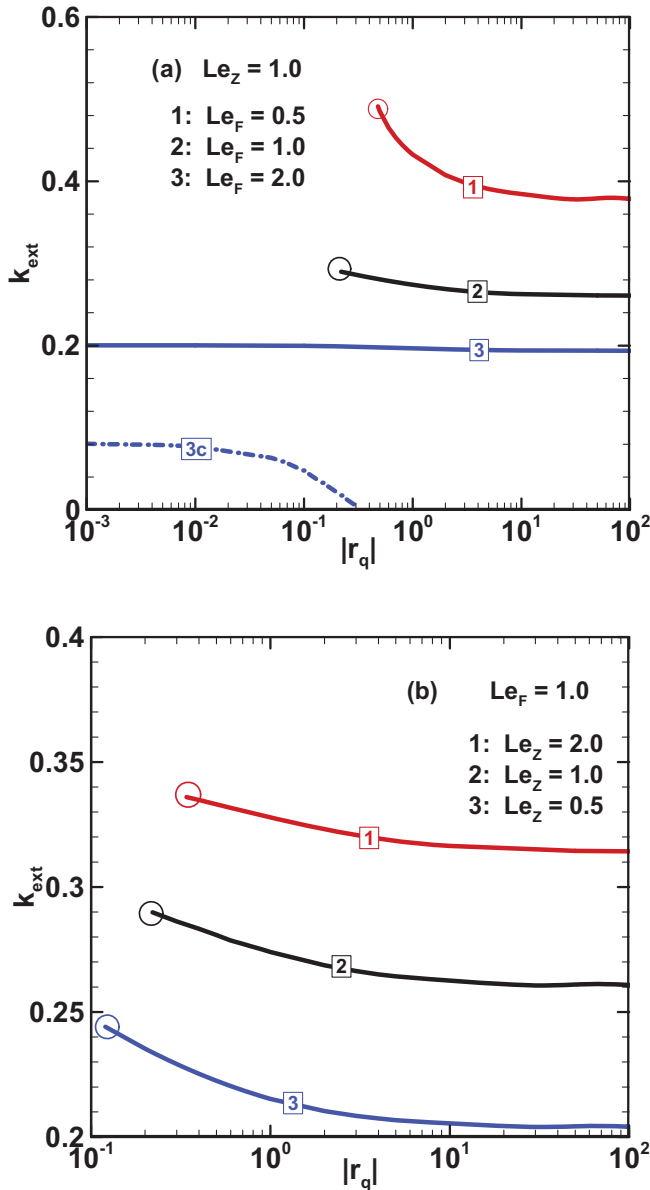 0.6
(a) Le_Z = 1.0
1: Le_F = 0.5
2: Le_F = 1.0
3: Le_F = 2.0
0.4
1
k_ext
2
0.2
3
3c
0
10^-3 10^-2 10^-1 10^0 10^1 10^2
|r_q|
0.4
(b) Le_F = 1.0
1: Le_Z = 2.0
2: Le_Z = 1.0
3: Le_Z = 0.5
0.35
1
0.3
k_ext
2
0.25
3
0.2
10^-1 10^0 10^1 10^2
|r_q|